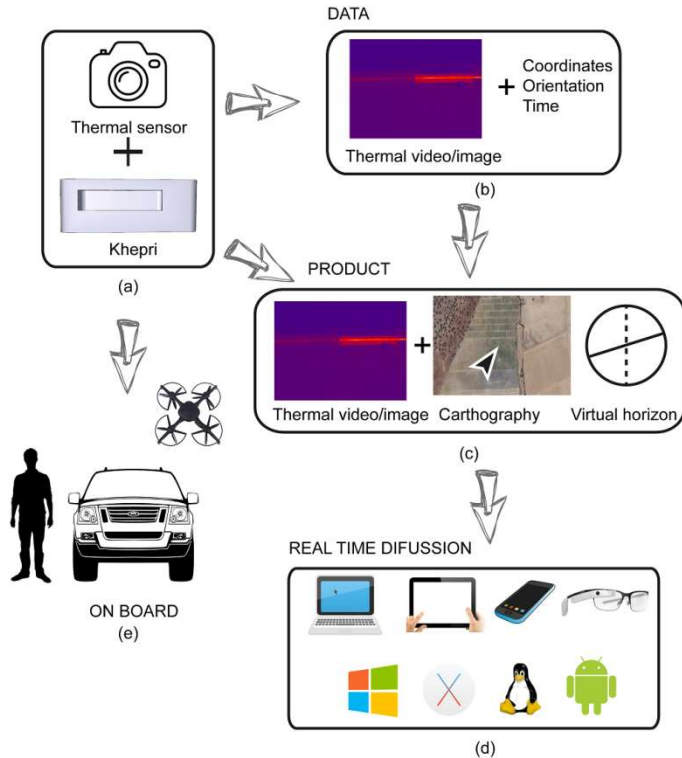 DATA
Thermal sensor
Khepri
(a)
Coordinates
Orientation
Time
Thermal video/image
(b)
PRODUCT
Thermal video/image
Carthography
Virtual horizon
(c)
ON BOARD
(e)
REAL TIME DIFUSSION
(d)